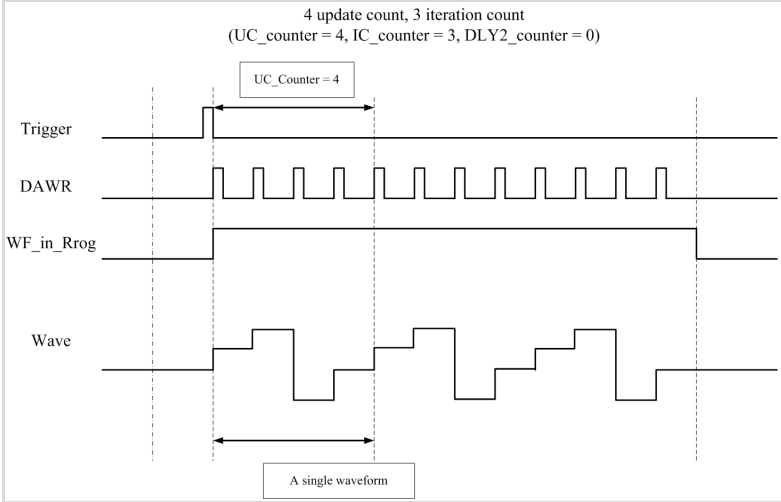 4 update count, 3 iteration count
(UC_counter = 4, IC_counter = 3, DLY2_counter = 0)
UC_Counter = 4
Trigger
DAWR
WF_in_Rrog
Wave
A single waveform